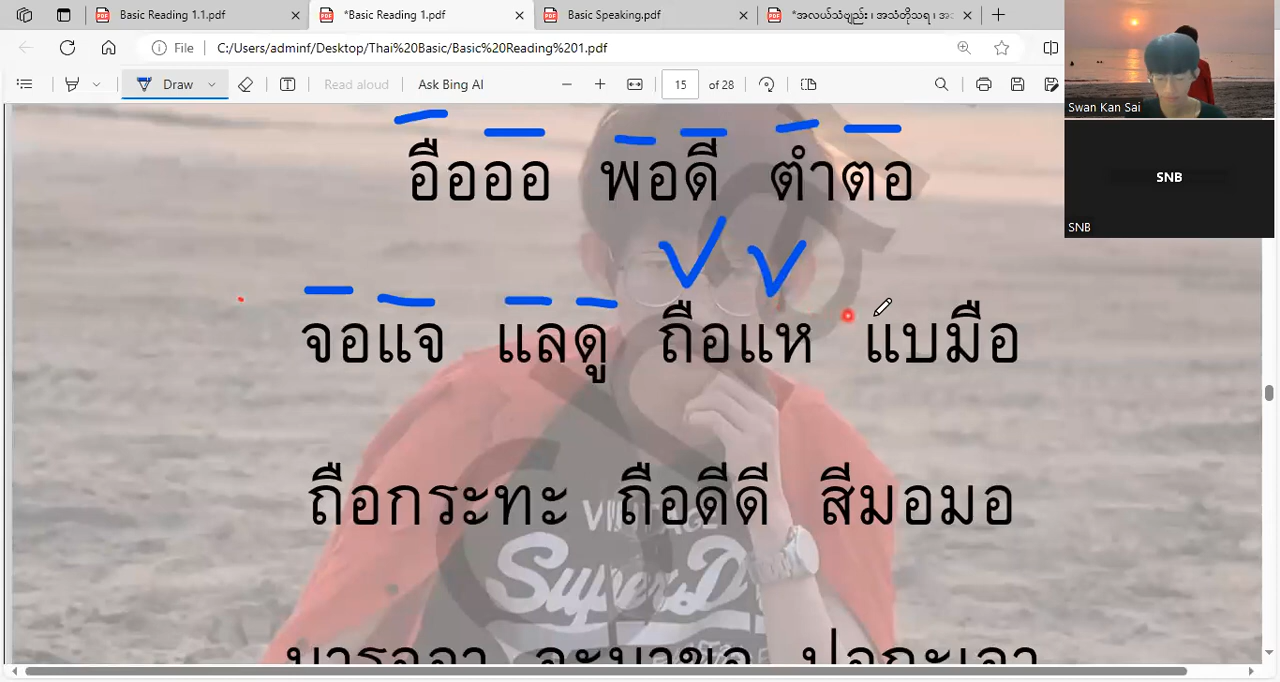 Basic Reading 1.1.pdf *Basic Reading 1.pdf Basic Speaking.pdf
File C:/Users/adminf/Desktop/Thai%20Basic/Basic%20Reading%201.pdf
Draw Read aloud Ask Bing AI 15 of 28
Swan Kan Sai
SNB
SNB
อือออ พอดี ตำตอ
จอแจ แลดู ถือแห แบมือ
ถือกระทะ ถือดีดี สีมอมอ
VINTAGE